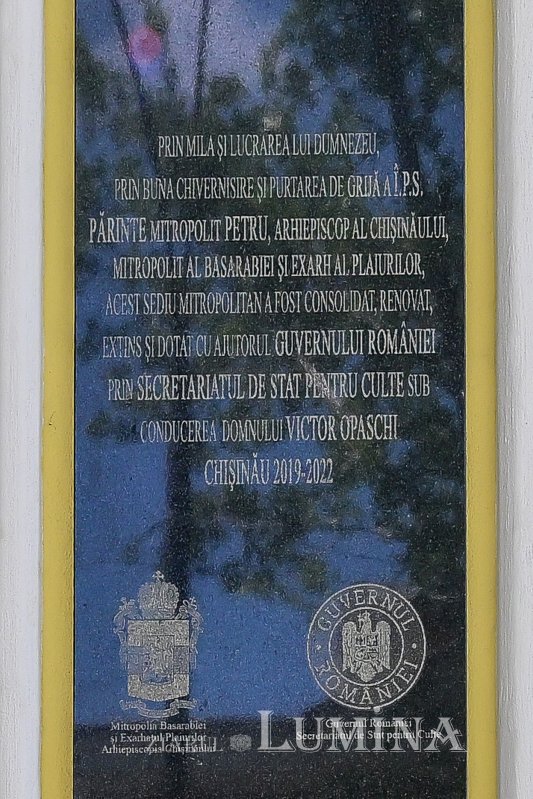 PRIN MILA ȘI LUCRAREA LUI DUMNEZEU,
PRIN BUNA CHIVERNISIRE ȘI PURTAREA DE GRIJĂ A Î.P.S.
PĂRINTE MITROPOLIT PETRU, ARHIEPISCOP AL CHIȘINĂULUI,
MITROPOLIT AL BASARABIEI ȘI EXARH AL PLAIURILOR,
ACEST SEDIU MITROPOLITAN A FOST CONSOLIDAT, RENOVAT,
EXTINS ȘI DOTAT CU AJUTORUL GUVERNULUI ROMÂNIEI
PRIN SECRETARIATUL DE STAT PENTRU CULTE SUB
CONDUCEREA DOMNULUI VICTOR OPASCHI
CHIȘINĂU 2019-2022
GUVERNUL ROMÂNIEI
Mitropolia Basarabiei
și Exarhatul Plaiurilor
Arhiepiscopia Chișinăului
Guvernul României
Secretariatul de Stat pentru Culte
LUMINA